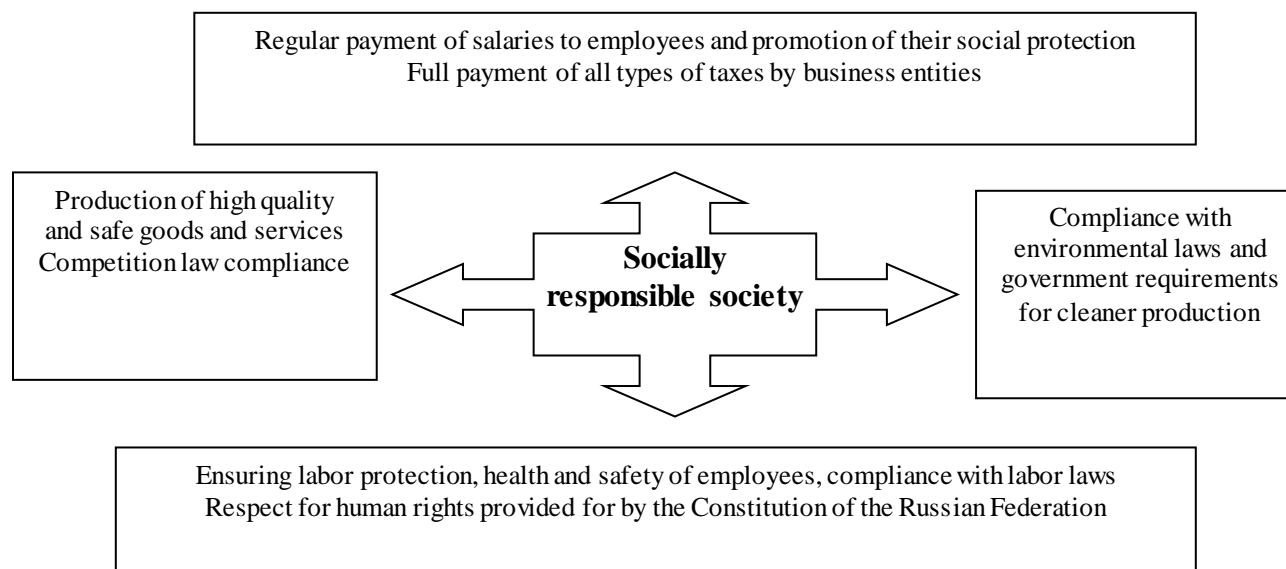 Regular payment of salaries to employees and promotion of their social protection
Full payment of all types of taxes by business entities
Production of high quality
and safe goods and services
Competition law compliance
Socially
responsible society
Compliance with
environmental laws and
government requirements
for cleaner production
Ensuring labor protection, health and safety of employees, compliance with labor laws
Respect for human rights provided for by the Constitution of the Russian Federation